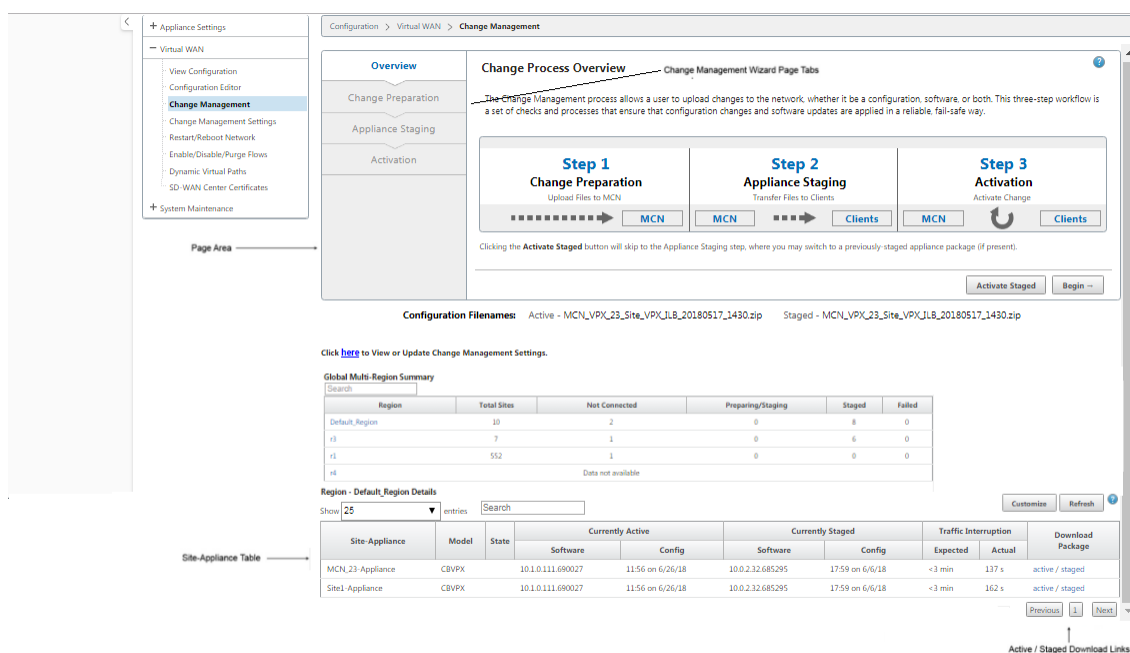 + Appliance Settings
− Virtual WAN
View Configuration
Configuration Editor
Change Management
Change Management Settings
Restart/Reboot Network
Enable/Disable/Purge Flows
Dynamic Virtual Paths
SD-WAN Center Certificates
+ System Maintenance
Page Area
Site-Appliance Table
Configuration > Virtual WAN > Change Management
Overview
Change Preparation
Appliance Staging
Activation
Change Process Overview
Change Management Wizard Page Tabs
?
The Change Management process allows a user to upload changes to the network, whether it be a configuration, software, or both. This three-step workflow is
a set of checks and processes that ensure that configuration changes and software updates are applied in a reliable, fail-safe way.
Step 1 Step 2 Step 3
Change Preparation Appliance Staging Activation
Upload Files to MCN Transfer Files to Clients Activate Change
MCN MCN Clients MCN Clients
Clicking the Activate Staged button will skip to the Appliance Staging step, where you may switch to a previously-staged appliance package (if present).
Activate Staged Begin →
Configuration Filenames: Active - MCN_VPX_23_Site_VPX_ILB_20180517_1430.zip Staged - MCN_VPX_23_Site_VPX_ILB_20180517_1430.zip
Click here to View or Update Change Management Settings.
Global Multi-Region Summary
Search
Region Total Sites Not Connected Preparing/Staging Staged Failed
Default_Region 10 2 0 8 0
r3 7 1 0 6 0
r1 552 1 0 0 0
r4 Data not available
Region - Default_Region Details
Show 25 entries Search Customize Refresh ?
Site-Appliance Model State Currently Active Currently Staged Traffic Interruption Download Package
Software Config Software Config Expected Actual
MCN_23-Appliance CBVPX 10.1.0.111.690027 11:56 on 6/26/18 10.0.2.32.685295 17:59 on 6/6/18 <3 min 137 s active / staged
Site1-Appliance CBVPX 10.1.0.111.690027 11:56 on 6/26/18 10.0.2.32.685295 17:59 on 6/6/18 <3 min 162 s active / staged
Previous 1 Next
Active / Staged Download Links